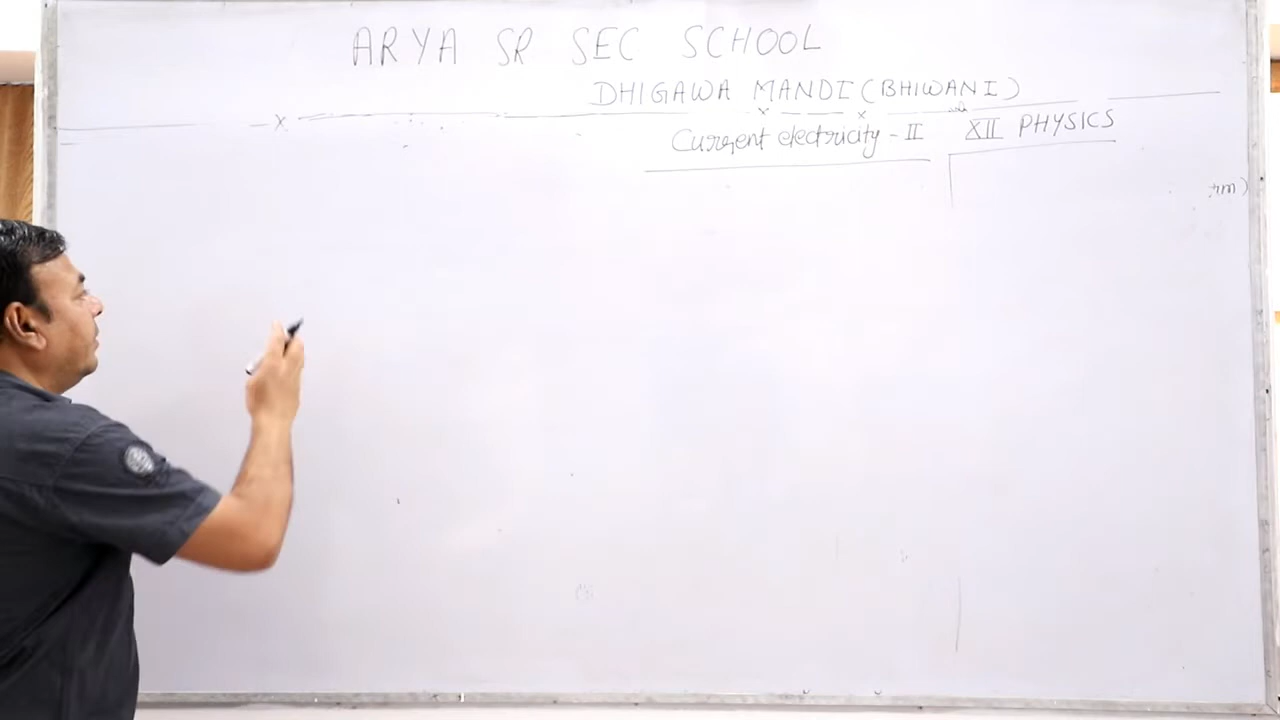 ARYA SR SEC SCHOOL
DHIGAWA MANDI (BHIWANI)
Current electricity - II XII PHYSICS